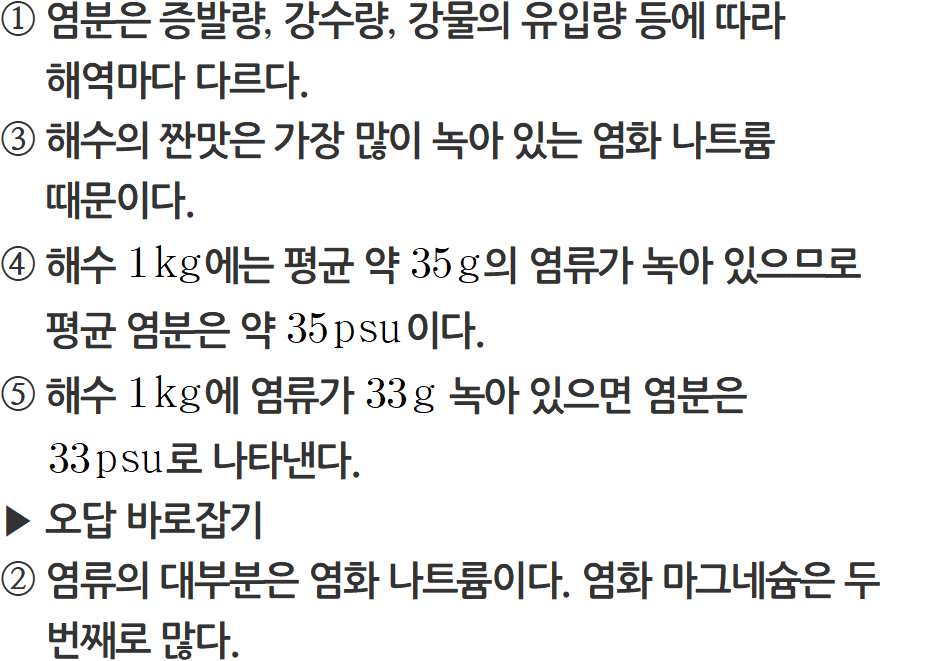 ① 염분은 증발량, 강수량, 강물의 유입량 등에 따라
해역마다 다르다.
③ 해수의 짠맛은 가장 많이 녹아 있는 염화 나트륨
때문이다.
④ 해수 1kg에는 평균 약 35g의 염류가 녹아 있으므로
평균 염분은 약 35psu이다.
⑤ 해수 1kg에 염류가 33g 녹아 있으면 염분은
33psu로 나타낸다.
▶ 오답 바로잡기
② 염류의 대부분은 염화 나트륨이다. 염화 마그네슘은 두
번째로 많다.